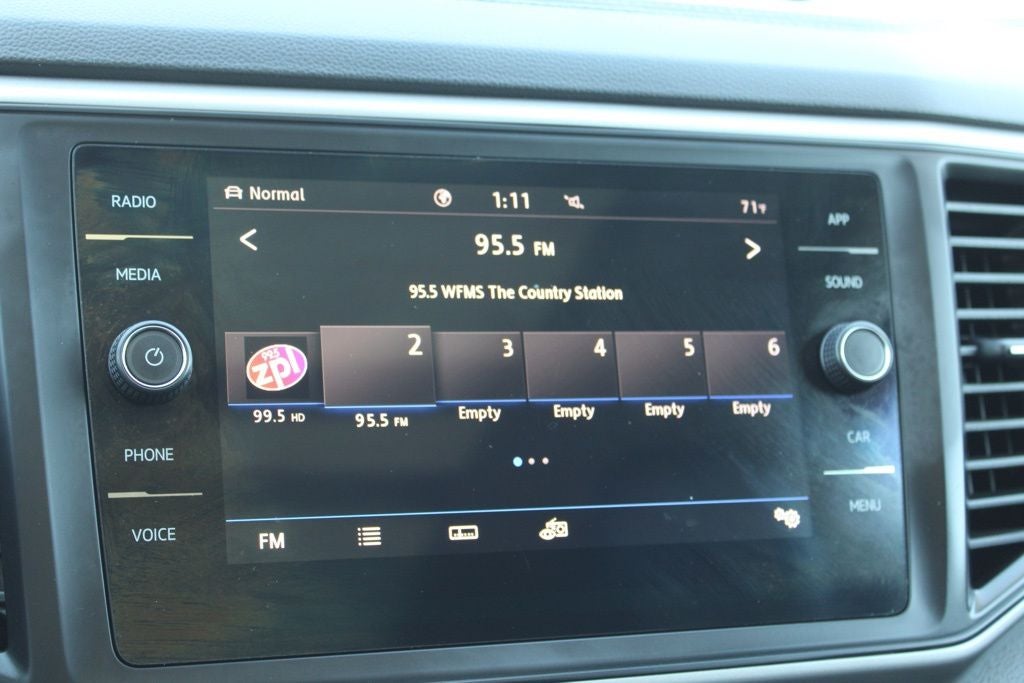 RADIO
MEDIA
PHONE
VOICE
Normal 1:11 71°F
< 95.5 FM >
95.5 WFMS The Country Station
99.5 zpl 2 3 4 5 6
99.5 HD 95.5 FM Empty Empty Empty Empty
FM
APP
SOUND
CAR
MENU